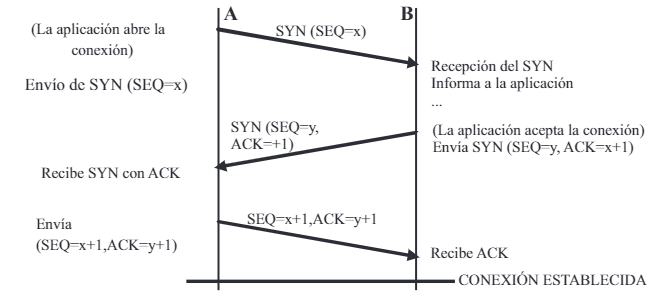 A
B
(La aplicación abre la
conexión)
SYN (SEQ=x)
Envío de SYN (SEQ=x)
Recepción del SYN
Informa a la aplicación
...
SYN (SEQ=y,
ACK=+1)
(La aplicación acepta la conexión)
Envía SYN (SEQ=y, ACK=x+1)
Recibe SYN con ACK
Envía
(SEQ=x+1,ACK=y+1)
SEQ=x+1,ACK=y+1
Recibe ACK
CONEXIÓN ESTABLECIDA